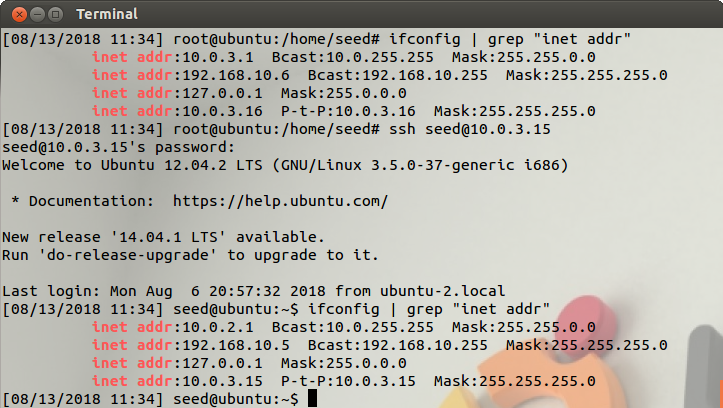 Terminal
[08/13/2018 11:34] root@ubuntu:/home/seed# ifconfig | grep "inet addr"
inet addr:10.0.3.1  Bcast:10.0.255.255  Mask:255.255.0.0
inet addr:192.168.10.6  Bcast:192.168.10.255  Mask:255.255.255.0
inet addr:127.0.0.1  Mask:255.0.0.0
inet addr:10.0.3.16  P-t-P:10.0.3.16  Mask:255.255.255.0
[08/13/2018 11:34] root@ubuntu:/home/seed# ssh seed@10.0.3.15
seed@10.0.3.15's password:
Welcome to Ubuntu 12.04.2 LTS (GNU/Linux 3.5.0-37-generic i686)
* Documentation:  https://help.ubuntu.com/
New release '14.04.1 LTS' available.
Run 'do-release-upgrade' to upgrade to it.
Last login: Mon Aug  6 20:57:32 2018 from ubuntu-2.local
[08/13/2018 11:34] seed@ubuntu:~$ ifconfig | grep "inet addr"
inet addr:10.0.2.1  Bcast:10.0.255.255  Mask:255.255.0.0
inet addr:192.168.10.5  Bcast:192.168.10.255  Mask:255.255.255.0
inet addr:127.0.0.1  Mask:255.0.0.0
inet addr:10.0.3.15  P-t-P:10.0.3.15  Mask:255.255.255.0
[08/13/2018 11:34] seed@ubuntu:~$